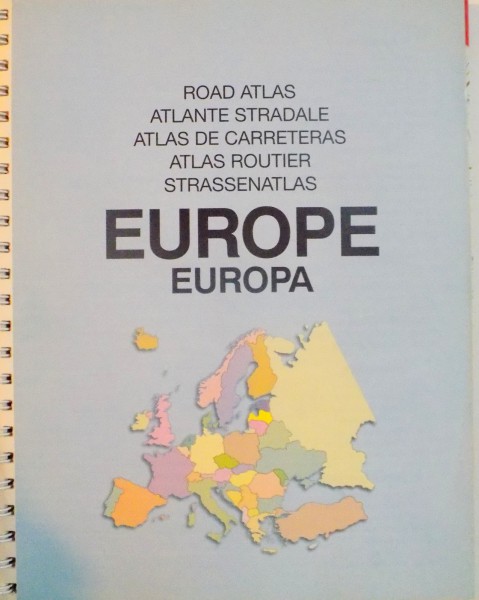 ROAD ATLAS
ATLANTE STRADALE
ATLAS DE CARRETERAS
ATLAS ROUTIER
STRASSENATLAS
EUROPE
EUROPA